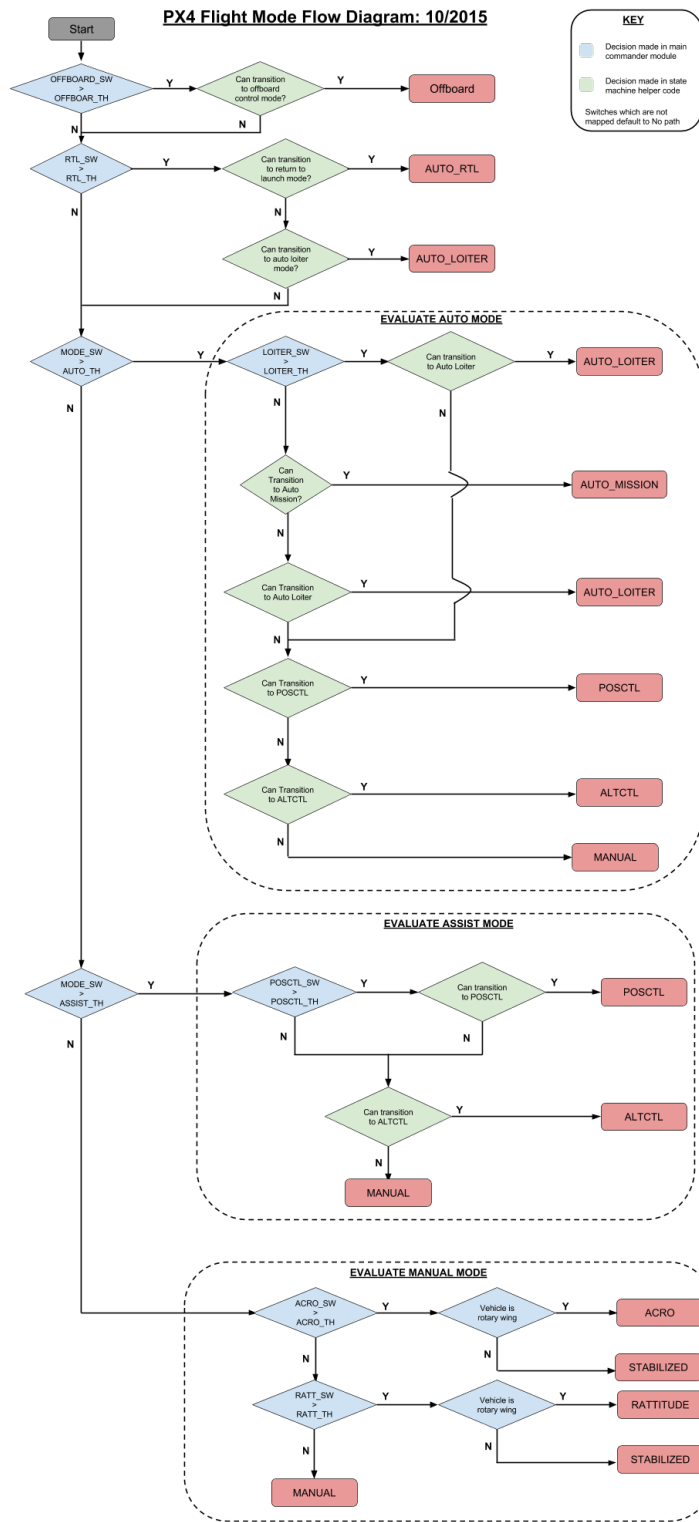 PX4 Flight Mode Flow Diagram: 10/2015
Start
KEY
Decision made in main
commander module
Decision made in state
machine helper code
Switches which are not
mapped default to No path
OFFBOARD_SW
>
OFFBOAR_TH
Y
Can transition
to offboard
control mode?
Y
Offboard
N
N
RTL_SW
>
RTL_TH
Y
Can transition
to return to
launch mode?
Y
AUTO_RTL
N
N
Can transition
to auto loiter
mode?
Y
AUTO_LOITER
N
EVALUATE AUTO MODE
MODE_SW
>
AUTO_TH
Y
LOITER_SW
>
LOITER_TH
Y
Can transition
to Auto Loiter
Y
AUTO_LOITER
N
N
N
Can
Transition
to Auto
Mission?
Y
AUTO_MISSION
N
Can Transition
to Auto Loiter
Y
AUTO_LOITER
N
Can Transition
to POSCTL
Y
POSCTL
N
Can Transition
to ALTCTL
Y
ALTCTL
N
MANUAL
EVALUATE ASSIST MODE
MODE_SW
>
ASSIST_TH
Y
POSCTL_SW
>
POSCTL_TH
Y
Can transition
to POSCTL
Y
POSCTL
N
N
N
Can transition
to ALTCTL
Y
ALTCTL
N
MANUAL
EVALUATE MANUAL MODE
ACRO_SW
>
ACRO_TH
Y
Vehicle is
rotary wing
Y
ACRO
N
N
STABILIZED
RATT_SW
>
RATT_TH
Y
Vehicle is
rotary wing
Y
RATTITUDE
N
N
STABILIZED
MANUAL